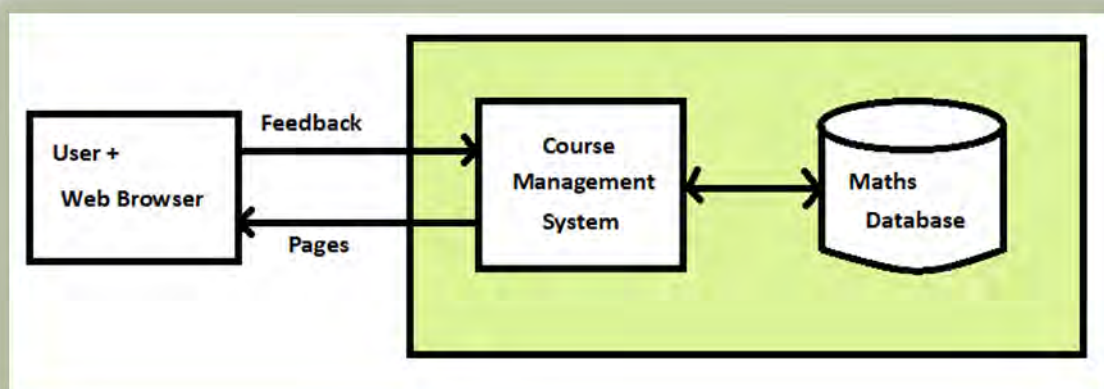 User +
Web Browser
Feedback
Pages
Course
Management
System
Maths
Database